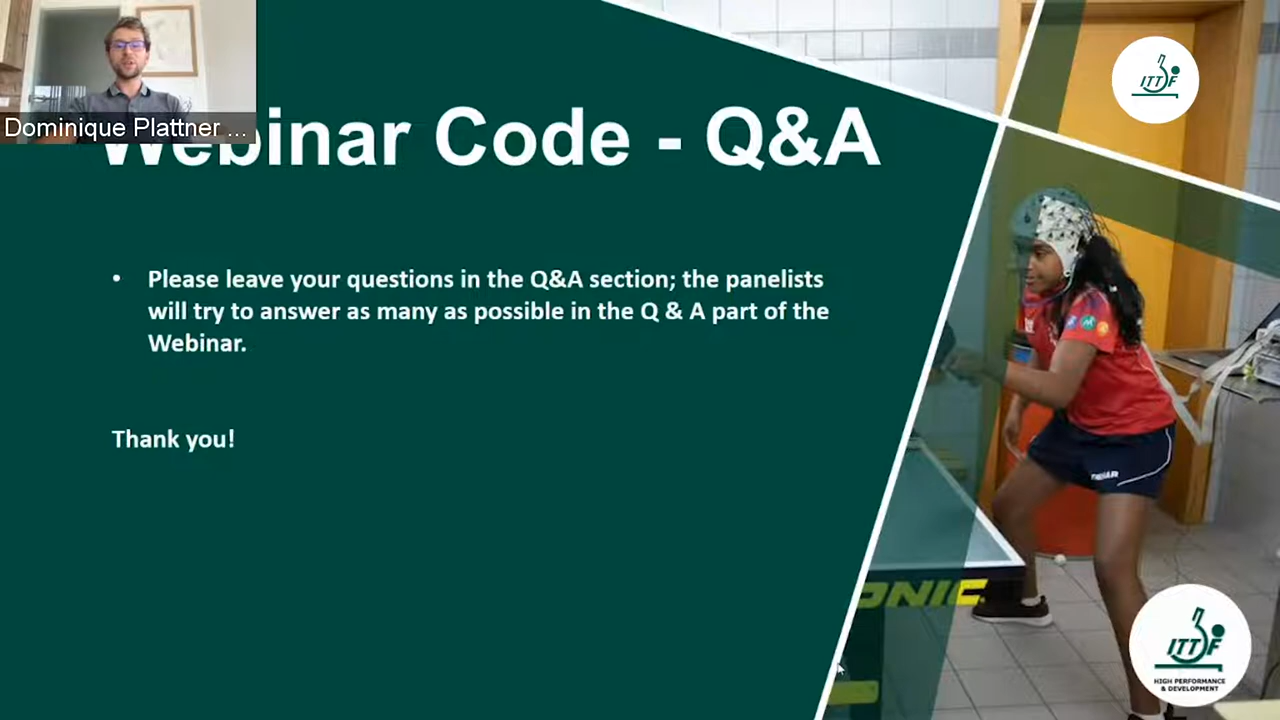 Dominique Plattner ...
Webinar Code - Q&A
ITTF
• Please leave your questions in the Q&A section; the panelists
will try to answer as many as possible in the Q & A part of the
Webinar.
Thank you!
ITTF
HIGH PERFORMANCE
& DEVELOPMENT